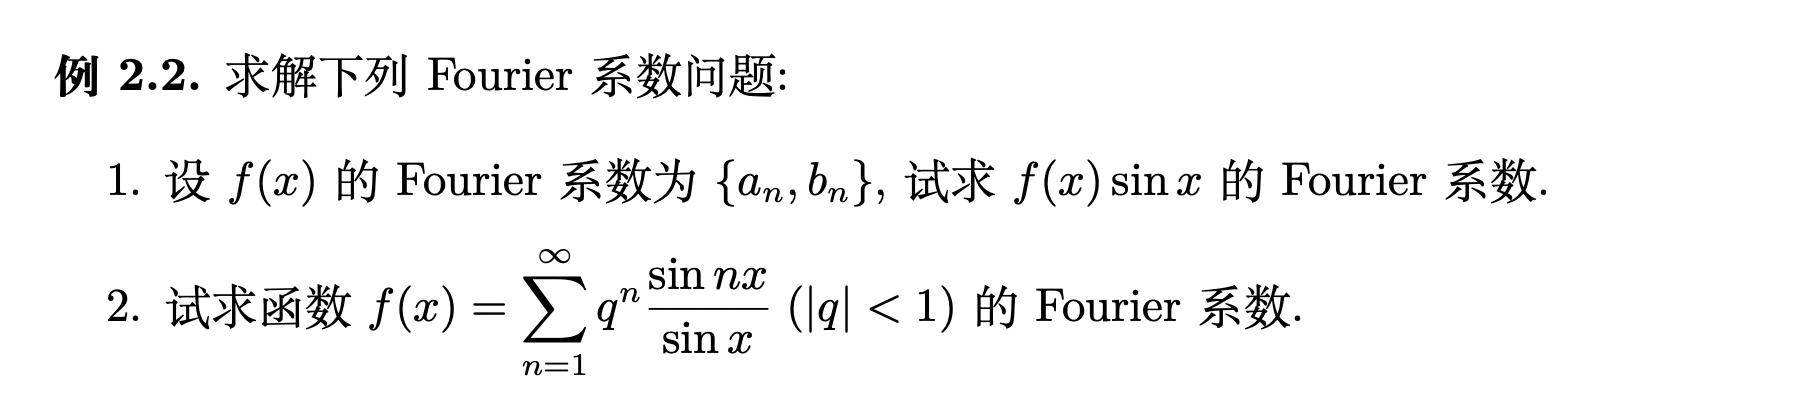 例 2.2. 求解下列 Fourier 系数问题:
1. 设 $f(x)$ 的 Fourier 系数为 $\{a_n, b_n\}$, 试求 $f(x)\sin x$ 的 Fourier 系数.
2. 试求函数 $f(x) = \sum_{n=1}^{\infty} q^n \frac{\sin nx}{\sin x}$ $(|q| < 1)$ 的 Fourier 系数.